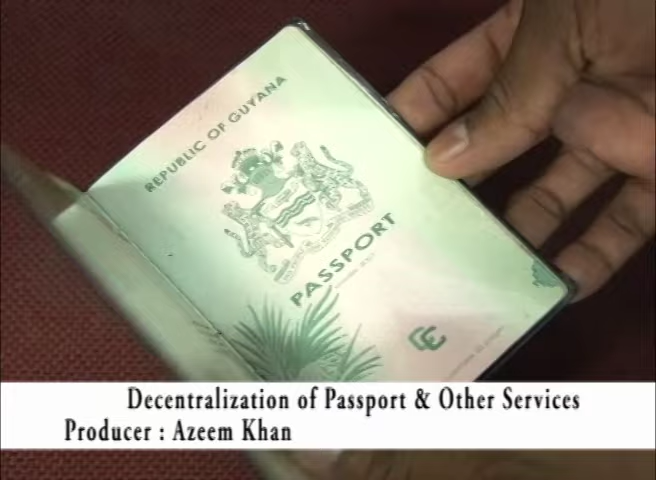 REPUBLIC OF GUYANA
PASSPORT
Decentralization of Passport & Other Services
Producer : Azeem Khan